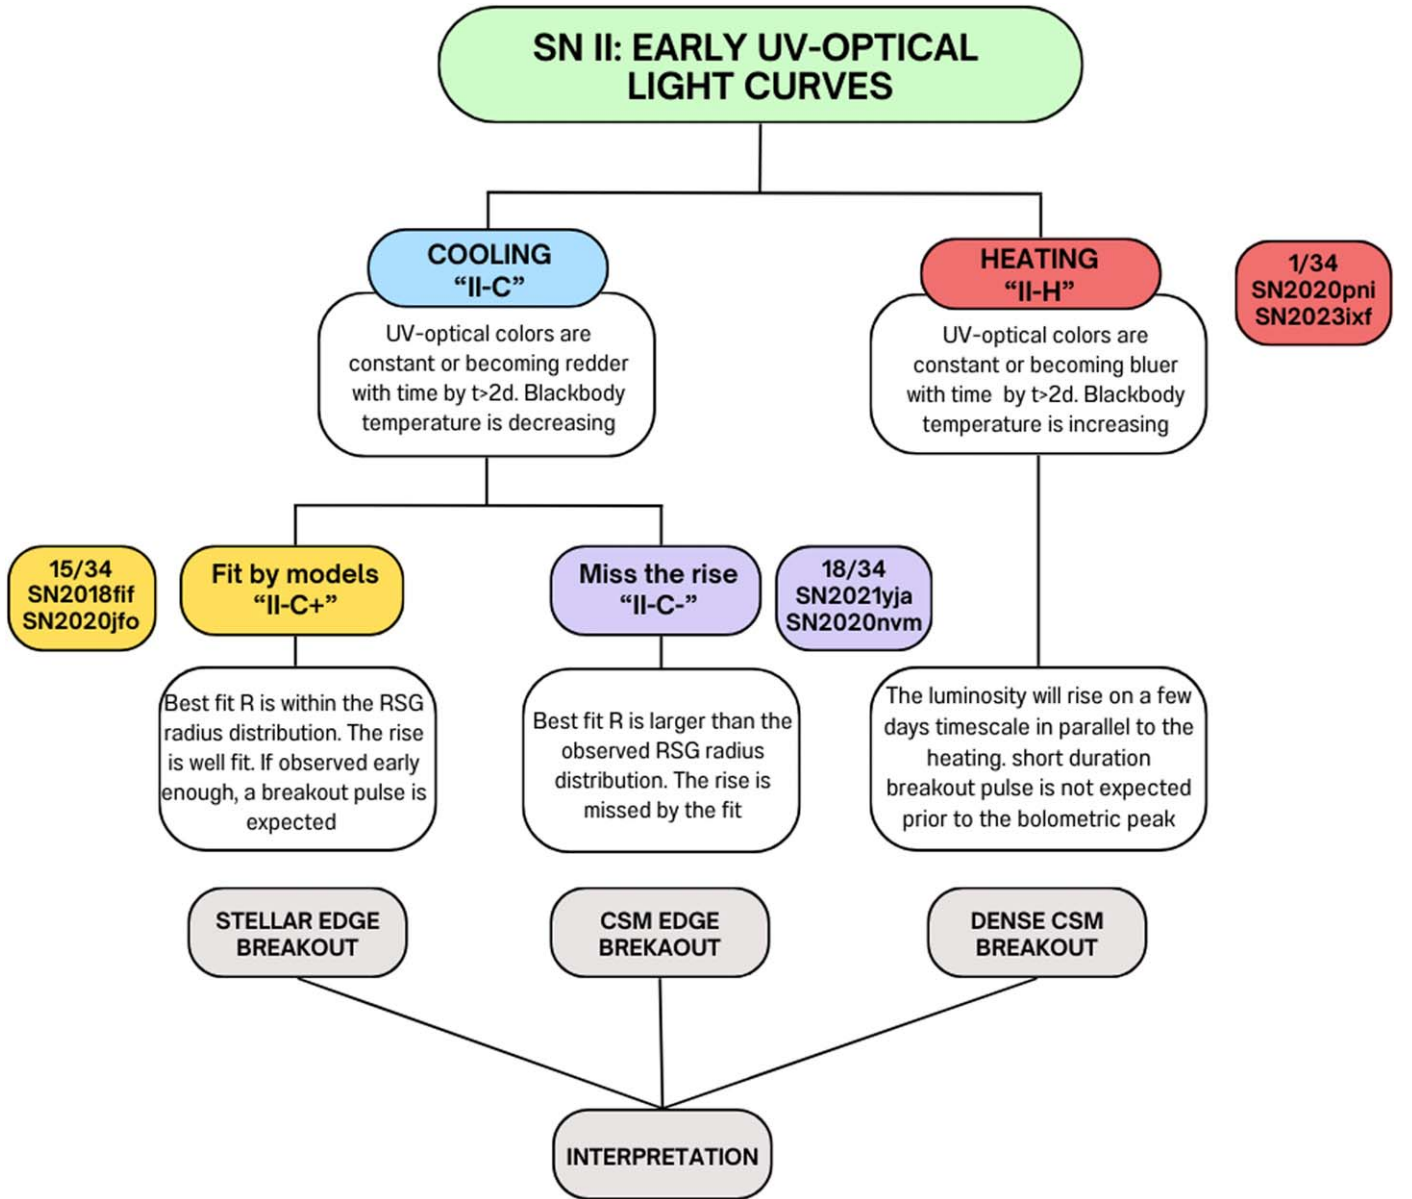 SN II: EARLY UV-OPTICAL
LIGHT CURVES
COOLING
“II-C”
UV-optical colors are
constant or becoming redder
with time by t>2d. Blackbody
temperature is decreasing
HEATING
“II-H”
UV-optical colors are
constant or becoming bluer
with time by t>2d. Blackbody
temperature is increasing
1/34
SN2020pni
SN2023ixf
15/34
SN2018fif
SN2020jfo
Fit by models
“II-C+”
Miss the rise
“II-C-”
18/34
SN2021yja
SN2020nvm
Best fit R is within the RSG
radius distribution. The rise
is well fit. If observed early
enough, a breakout pulse is
expected
Best fit R is larger than the
observed RSG radius
distribution. The rise is
missed by the fit
The luminosity will rise on a few
days timescale in parallel to the
heating. short duration
breakout pulse is not expected
prior to the bolometric peak
STELLAR EDGE
BREAKOUT
CSM EDGE
BREKAOUT
DENSE CSM
BREAKOUT
INTERPRETATION